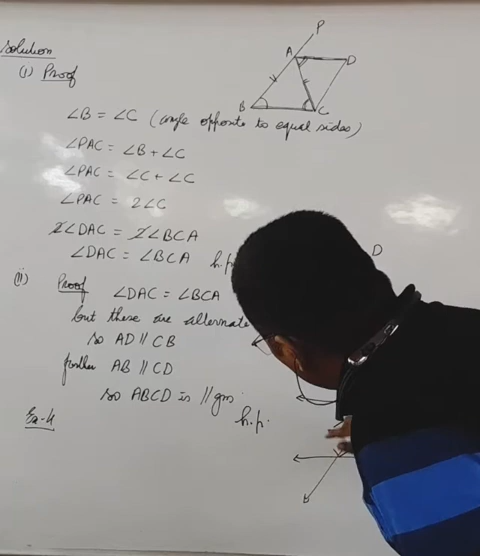 Solution
(i) Proof
P
A
D
B
C
∠B = ∠C (angle opposite to equal sides)
∠PAC = ∠B + ∠C
∠PAC = ∠C + ∠C
∠PAC = 2∠C
2∠DAC = 2∠BCA
∠DAC = ∠BCA h.p.
(ii) Proof ∠DAC = ∠BCA
but these are alternate
so AD // CB
further AB // CD
so ABCD is //gm.
h.p.
Ex-4
D